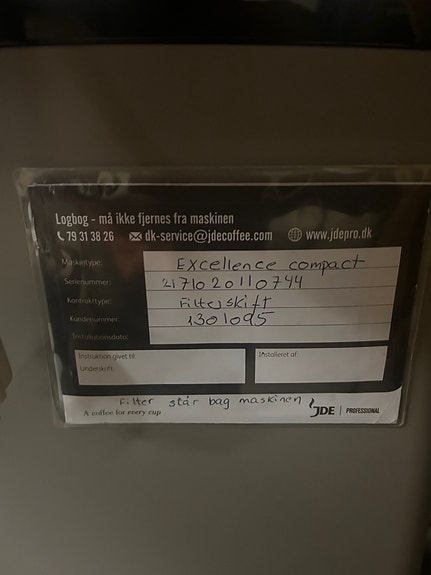 Logbog - må ikke fjernes fra maskinen
79 31 38 26 dk-service@jdecoffee.com www.jdepro.dk
Maskintype: Excellence compact
Serienummer: 2171020110744
Kontrakttype: Filterskift
Kundenummer: 1301095
Installationsdato:
Instruktion givet til: Installeret af:
Underskrift:
Filter står bag maskinen
A coffee for every cup JDE | PROFESSIONAL